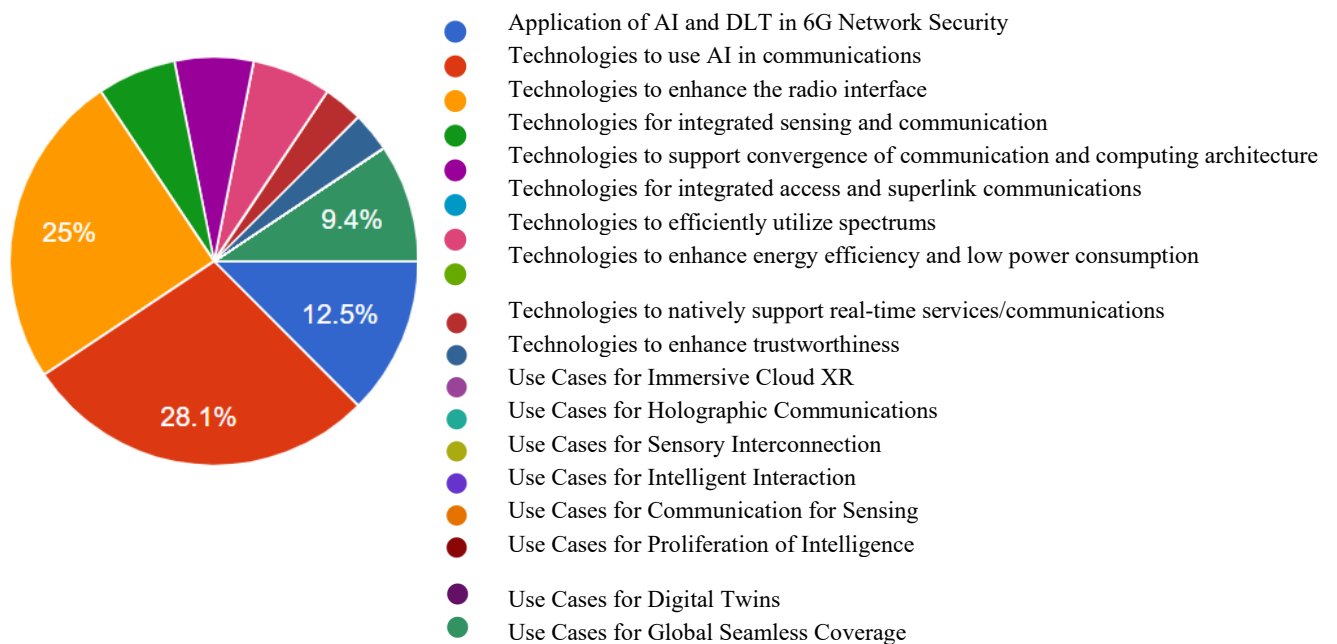 Application of AI and DLT in 6G Network Security
Technologies to use AI in communications
Technologies to enhance the radio interface
Technologies for integrated sensing and communication
Technologies to support convergence of communication and computing architecture
Technologies for integrated access and superlink communications
Technologies to efficiently utilize spectrums
Technologies to enhance energy efficiency and low power consumption
Technologies to natively support real-time services/communications
Technologies to enhance trustworthiness
Use Cases for Immersive Cloud XR
Use Cases for Holographic Communications
Use Cases for Sensory Interconnection
Use Cases for Intelligent Interaction
Use Cases for Communication for Sensing
Use Cases for Proliferation of Intelligence
Use Cases for Digital Twins
Use Cases for Global Seamless Coverage
9.4%
25%
12.5%
28.1%